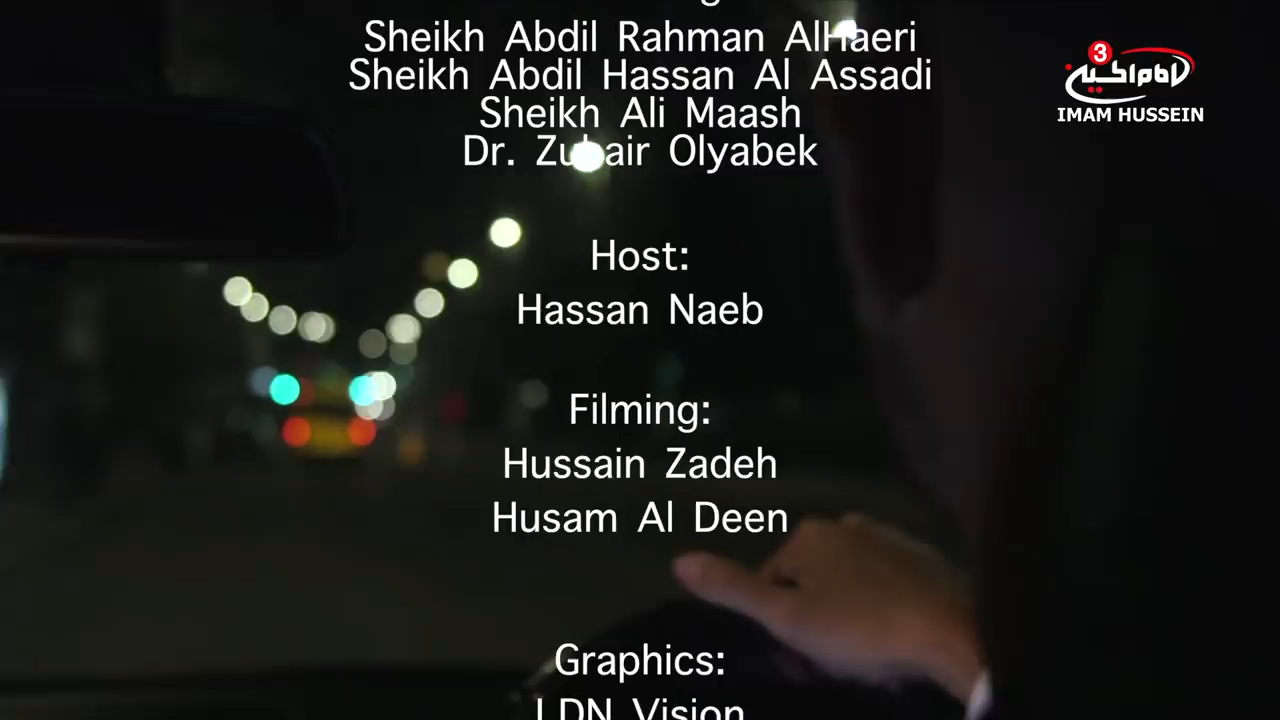 Sheikh Abdil Rahman AlHaeri
Sheikh Abdil Hassan Al Assadi
Sheikh Ali Maash
Dr. Zubair Olyabek
3
IMAM HUSSEIN
Host:
Hassan Naeb
Filming:
Hussain Zadeh
Husam Al Deen
Graphics:
LDN Vision